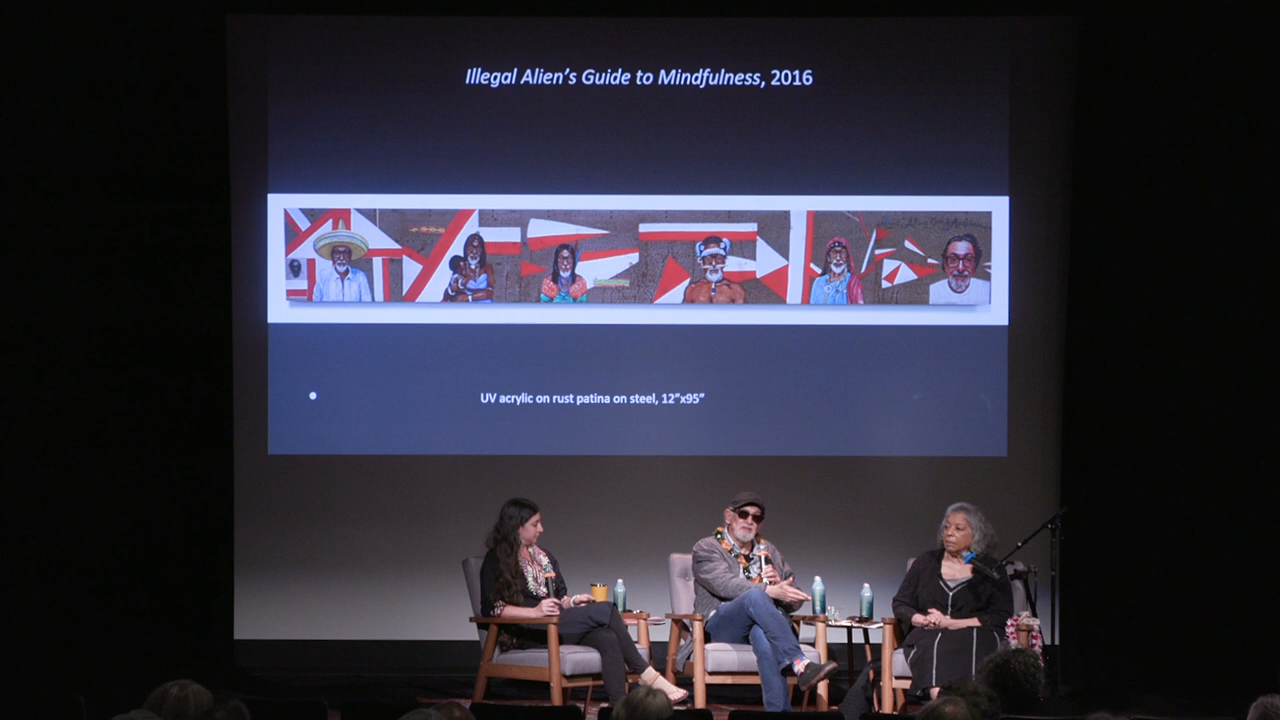 Illegal Alien’s Guide to Mindfulness, 2016
UV acrylic on rust patina on steel, 12”x95”